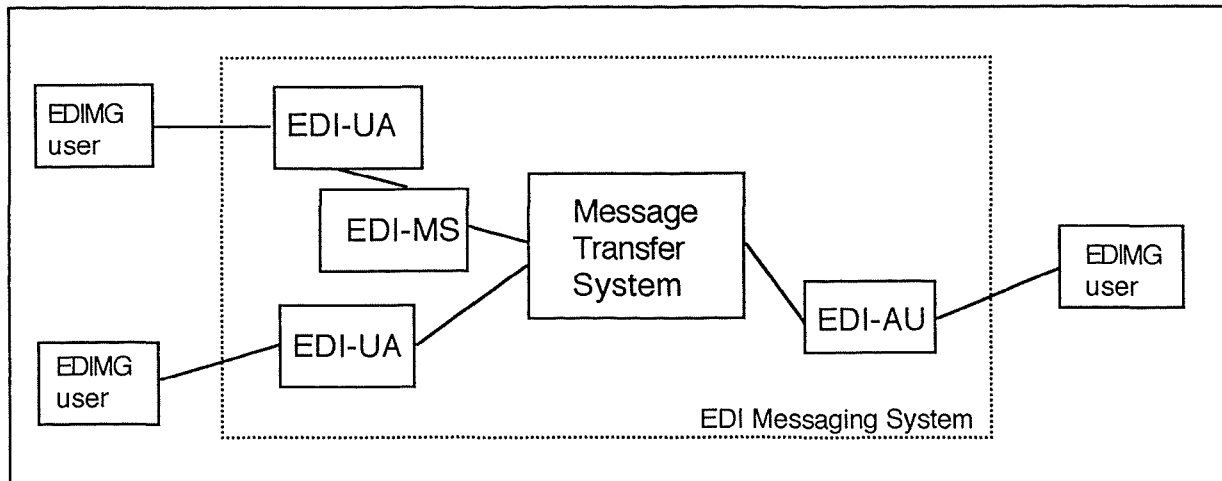 EDIMG
user
EDI-UA
EDI-MS
Message
Transfer
System
EDIMG
user
EDI-AU
EDI-UA
EDIMG
user
EDI Messaging System